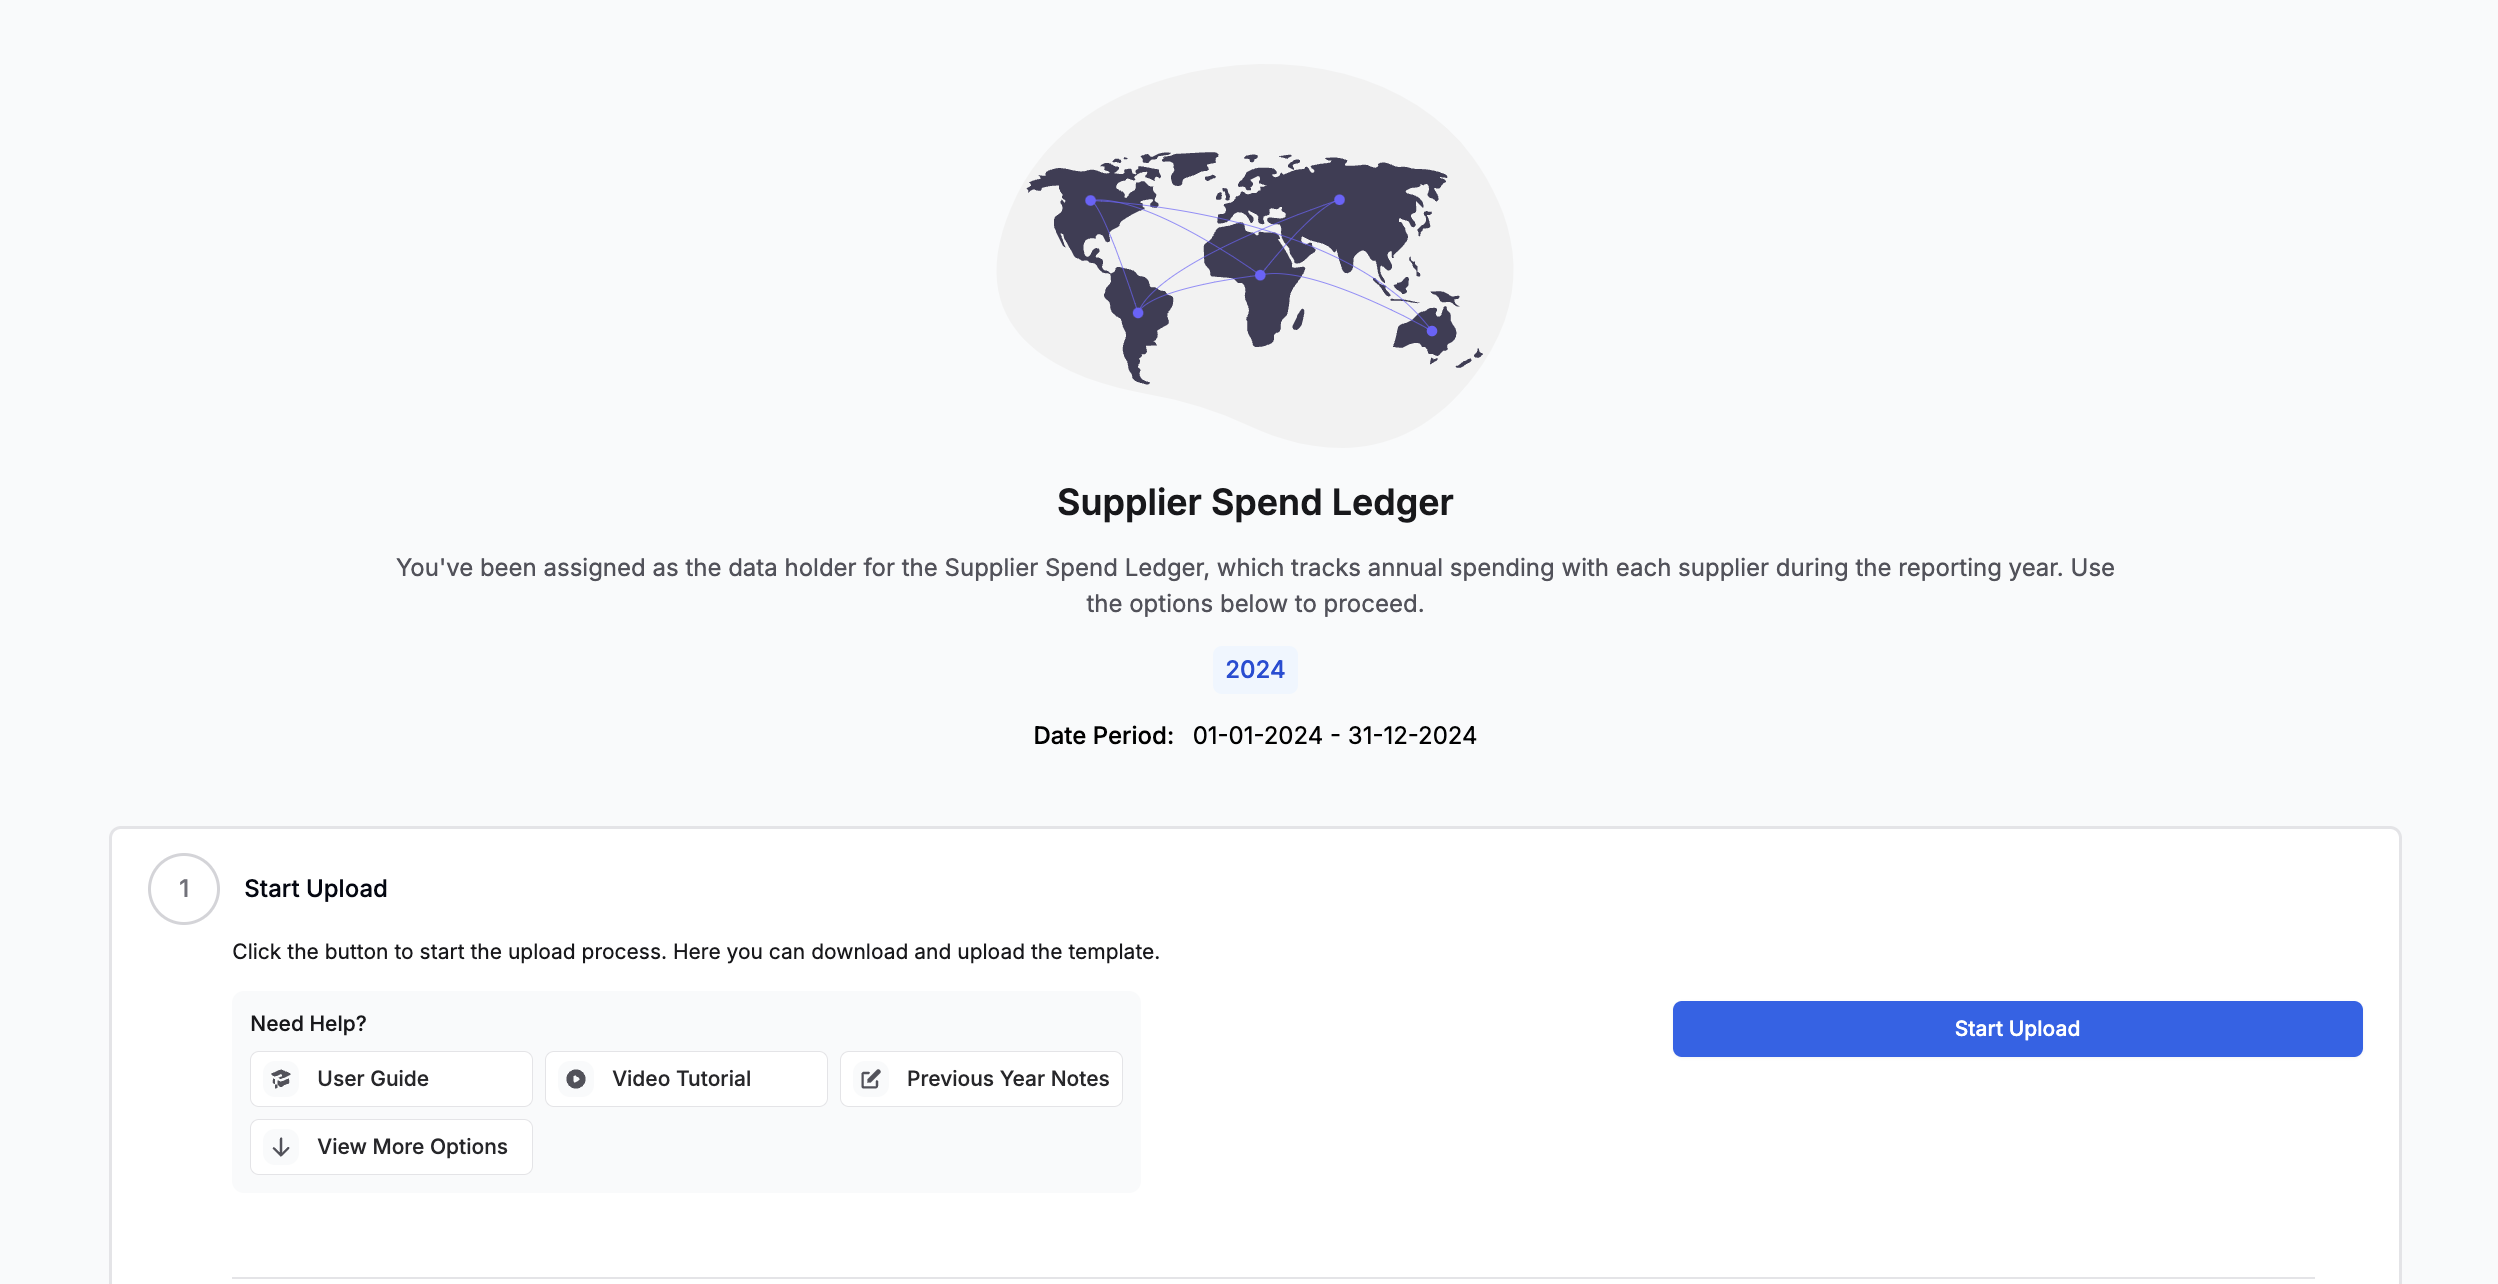 Supplier Spend Ledger
You've been assigned as the data holder for the Supplier Spend Ledger, which tracks annual spending with each supplier during the reporting year. Use
the options below to proceed.
2024
Date Period: 01-01-2024 - 31-12-2024
1 Start Upload
Click the button to start the upload process. Here you can download and upload the template.
Need Help?
Start Upload
User Guide Video Tutorial Previous Year Notes
View More Options